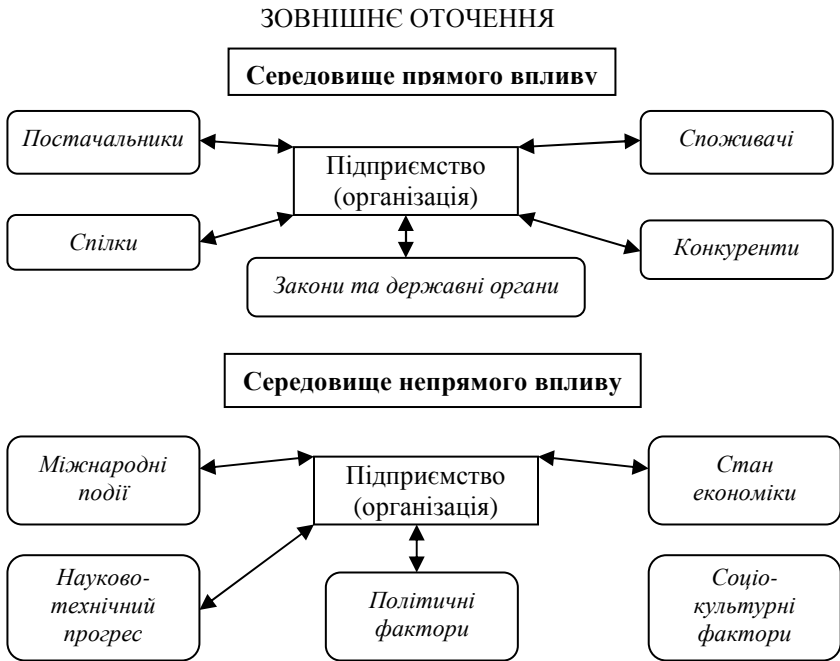 ЗОВНІШНЄ ОТОЧЕННЯ
Середовище прямого впливу
Постачальники
Споживачі
Підприємство
(організація)
Спілки
Конкуренти
Закони та державні органи
Середовище непрямого впливу
Міжнародні
події
Підприємство
(організація)
Стан
економіки
Науково-
технічний
прогрес
Політичні
фактори
Соціо-
культурні
фактори